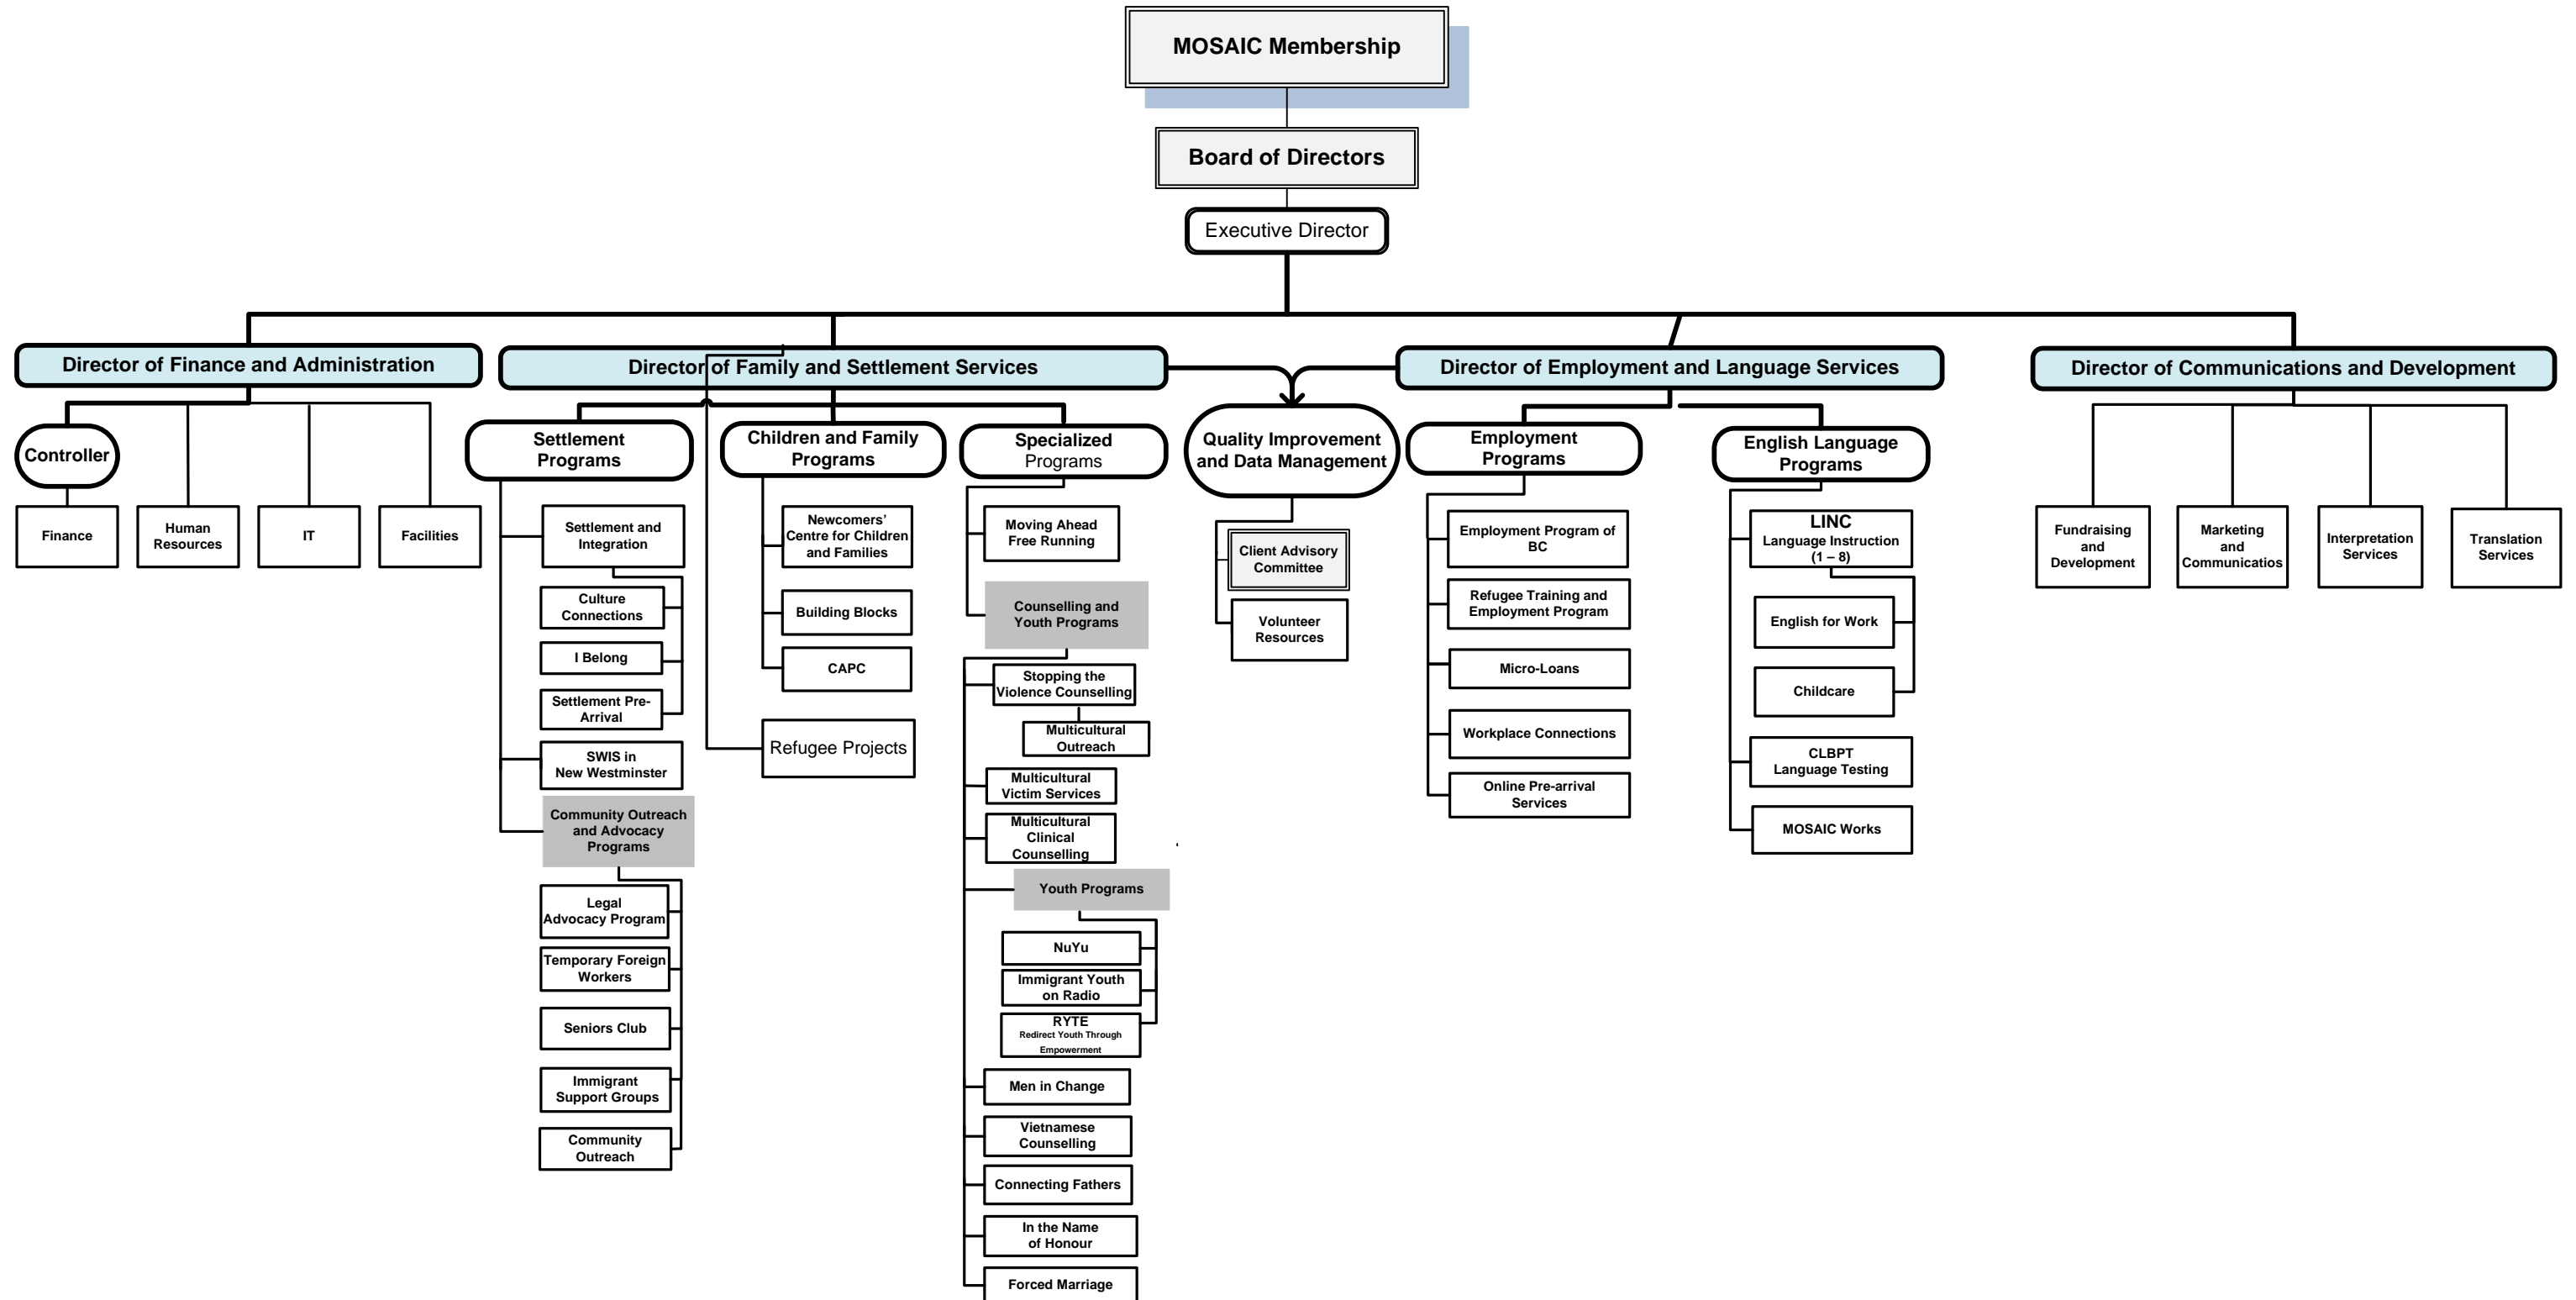 MOSAIC Membership
Board of Directors
Executive Director
Director of Finance and Administration
Director of Family and Settlement Services
Director of Employment and Language Services
Director of Communications and Development
Controller
Finance
Human
Resources
IT
Facilities
Settlement
Programs
Settlement and
Integration
Culture
Connections
I Belong
Settlement Pre-
Arrival
SWIS in
New Westminster
Community Outreach
and Advocacy
Programs
Legal
Advocacy Program
Temporary Foreign
Workers
Seniors Club
Immigrant
Support Groups
Community
Outreach
Children and Family
Programs
Newcomers’
Centre for Children
and Families
Building Blocks
CAPC
Refugee Projects
Specialized
Programs
Moving Ahead
Free Running
Counselling and
Youth Programs
Stopping the
Violence Counselling
Multicultural
Outreach
Multicultural
Victim Services
Multicultural
Clinical
Counselling
Youth Programs
NuYu
Immigrant Youth
on Radio
RYTE
Redirect Youth Through
Empowerment
Men in Change
Vietnamese
Counselling
Connecting Fathers
In the Name
of Honour
Forced Marriage
Quality Improvement
and Data Management
Client Advisory
Committee
Volunteer
Resources
Employment
Programs
Employment Program of
BC
Refugee Training and
Employment Program
Micro-Loans
Workplace Connections
Online Pre-arrival
Services
English Language
Programs
LINC
Language Instruction
(1 – 8)
English for Work
Childcare
CLBPT
Language Testing
MOSAIC Works
Fundraising
and
Development
Marketing
and
Communicatios
Interpretation
Services
Translation
Services